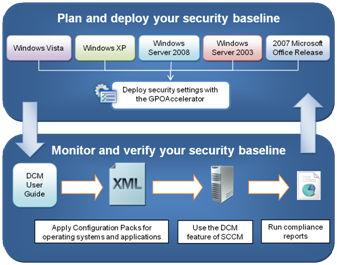 Plan and deploy your security baseline
Windows Vista
Windows XP
Windows
Server 2008
Windows
Server 2003
2007 Microsoft
Office Release
Deploy security settings with
the GPOAccelerator
Monitor and verify your security baseline
DCM
User
Guide
XML
Apply Configuration Packs for
operating systems and applications
Use the DCM
feature of SCCM
Run compliance
reports